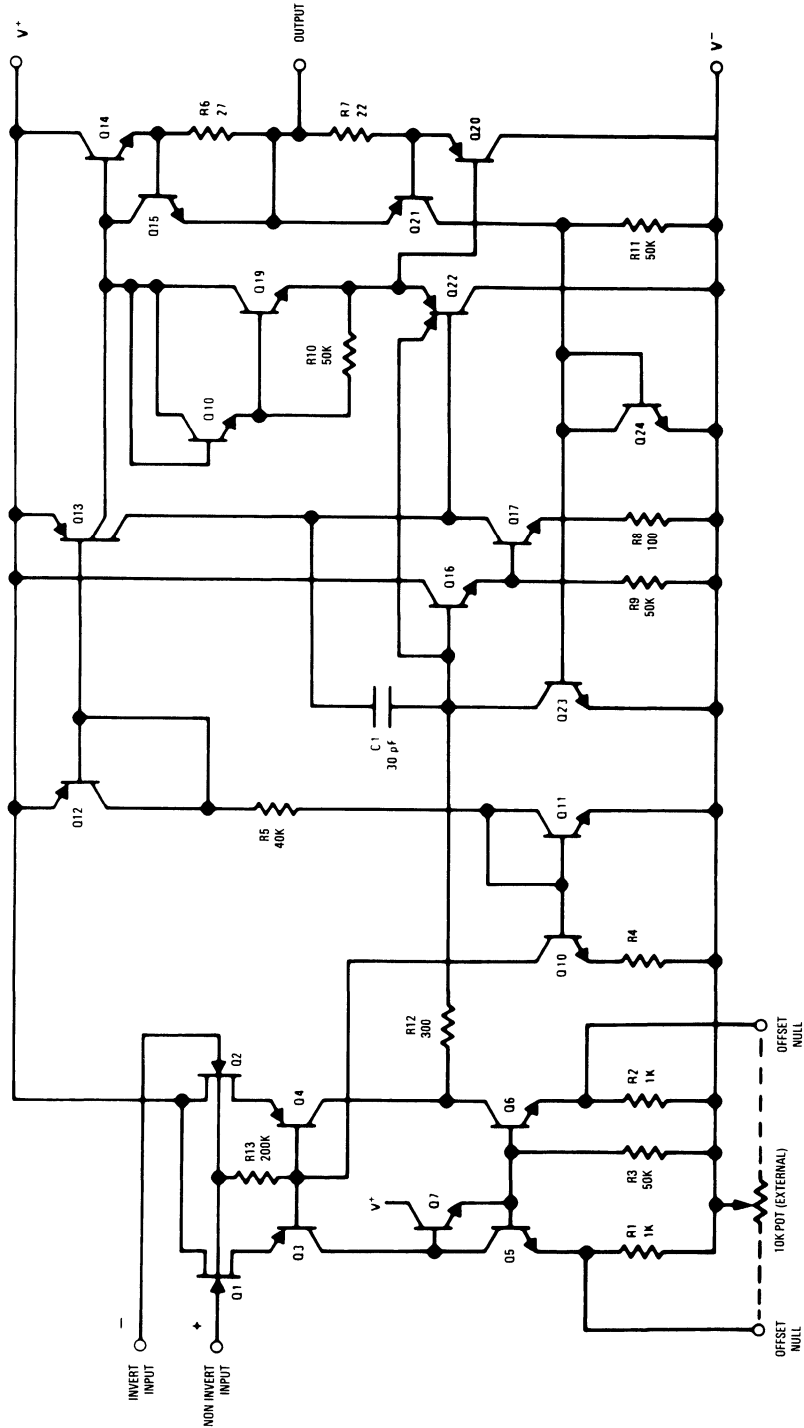 V+
Q14
R6
27
OUTPUT
R7
22
Q20
V−
Q15
Q21
R11
50K
Q19
Q22
R10
50K
Q10
Q24
Q13
Q17
R8
100
Q16
R9
50K
C1
30 pF
Q23
Q12
R5
40K
Q11
Q10
R4
R12
300
Q2
Q4
Q6
R2
1K
OFFSET
NULL
R13
200K
V+
Q7
R3
50K
Q1
Q3
Q5
R1
1K
10K POT (EXTERNAL)
−
INVERT
INPUT
+
NON INVERT
INPUT
OFFSET
NULL